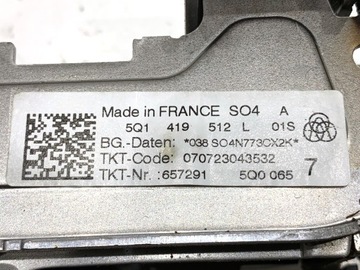 Made in FRANCE SO4 A
5Q1 419 512 L 01S
BG.-Daten: *038 SO4N773CX2K*
TKT-Code: 070723043532
TKT-Nr.:657291 5Q0 065 7